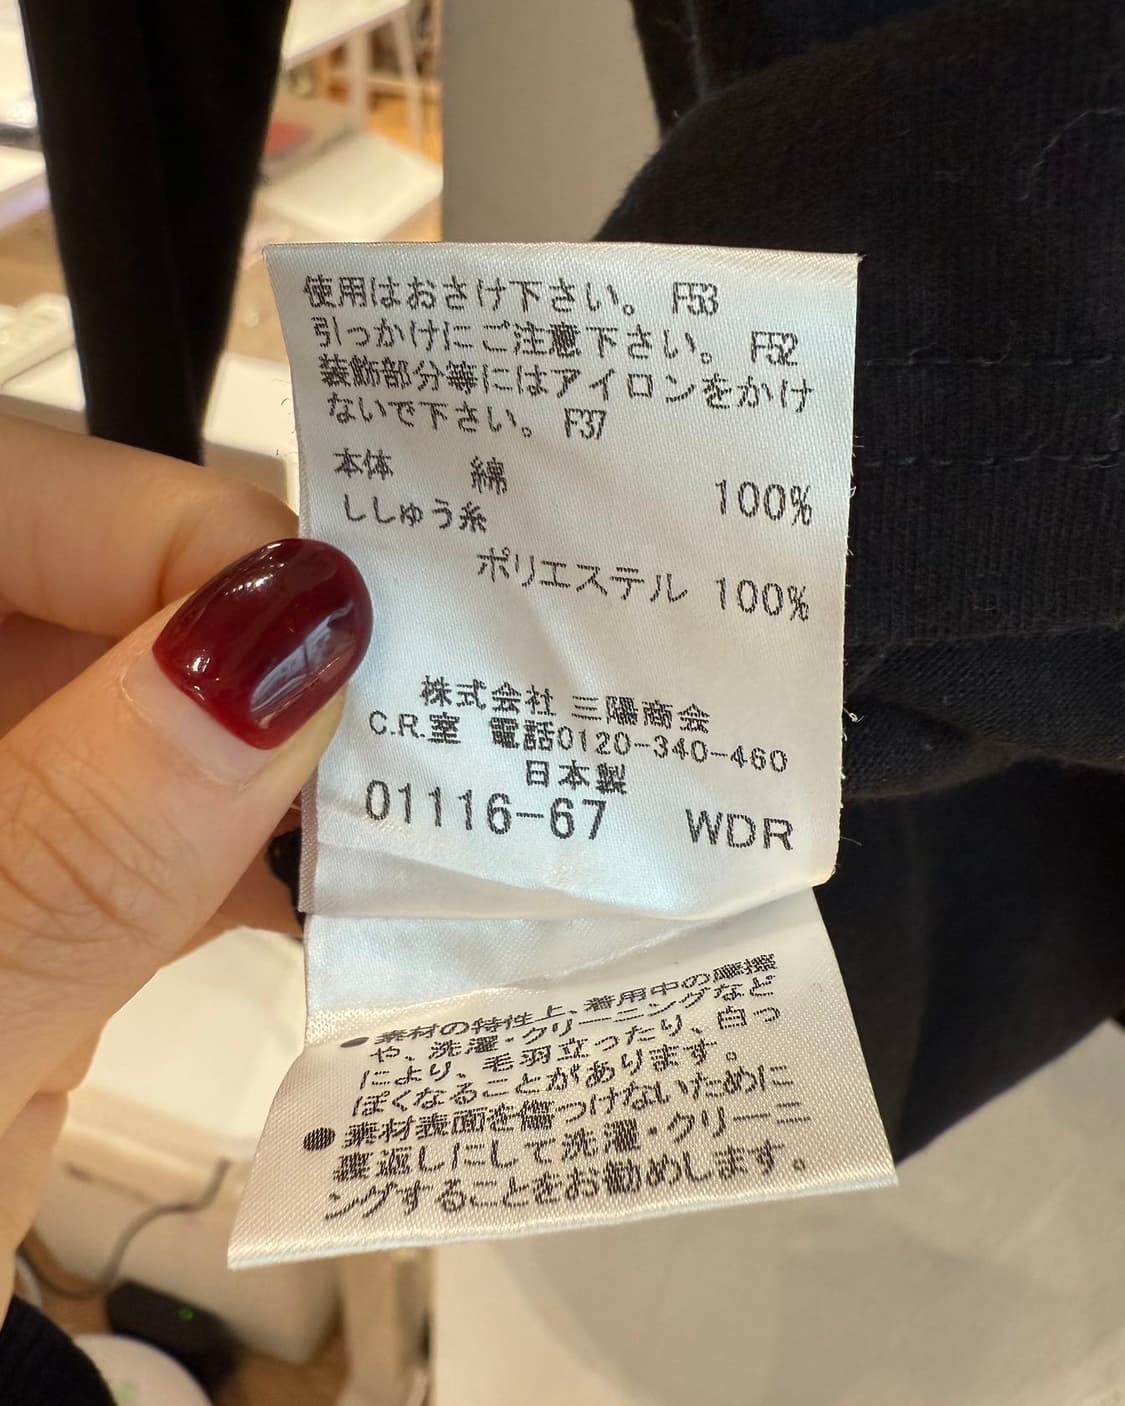 使用はおさけ下さい。 F53
引っかけにご注意下さい。 F52
装飾部分等にはアイロンをかけ
ないで下さい。 F37
本体 綿 100%
ししゅう糸
ポリエステル 100%
株式会社 三陽商会
C.R.室 電話0120-340-460
日本製
01116-67 WDR
●素材の特性上、着用中の摩擦
や、洗濯・クリーニングなど
により、毛羽立ったり、白っ
ぽくなることがあります。
●素材表面を傷つけないために
裏返しにして洗濯・クリーニ
ングすることをお勧めします。